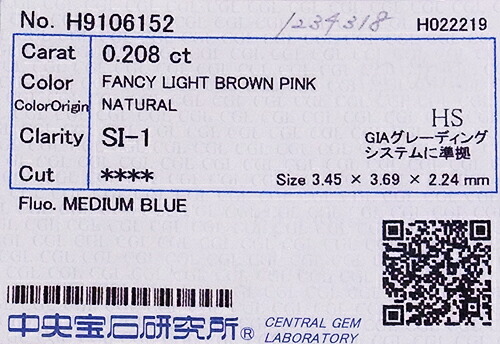 No. H9106152 1234318 H022219
Carat 0.208 ct
Color FANCY LIGHT BROWN PINK
ColorOrigin NATURAL
Clarity SI-1
HS
GIAグレーディング
システムに準拠
Cut ****
Size 3.45 × 3.69 × 2.24 mm
Fluo. MEDIUM BLUE
中央宝石研究所® CENTRAL GEM
LABORATORY